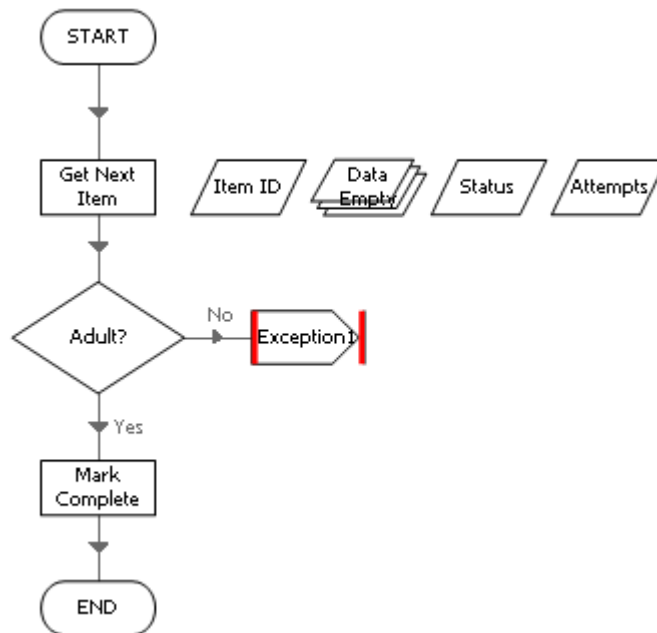 START
Get Next
Item
Item ID
Data
Empty
Status
Attempts
Adult?
No
Exception1
Yes
Mark
Complete
END